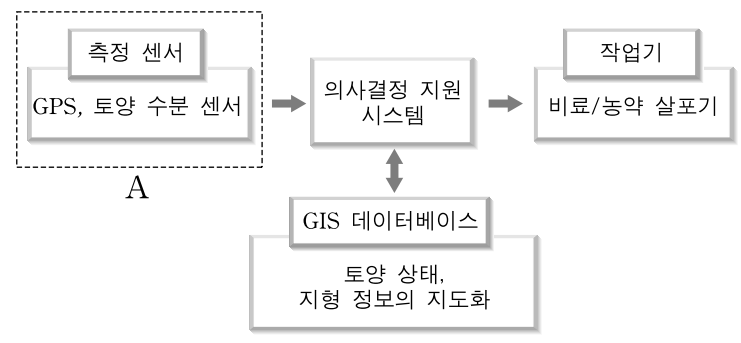 측정 센서
GPS, 토양 수분 센서
A
의사결정 지원
시스템
작업기
비료/농약 살포기
GIS 데이터베이스
토양 상태,
지형 정보의 지도화